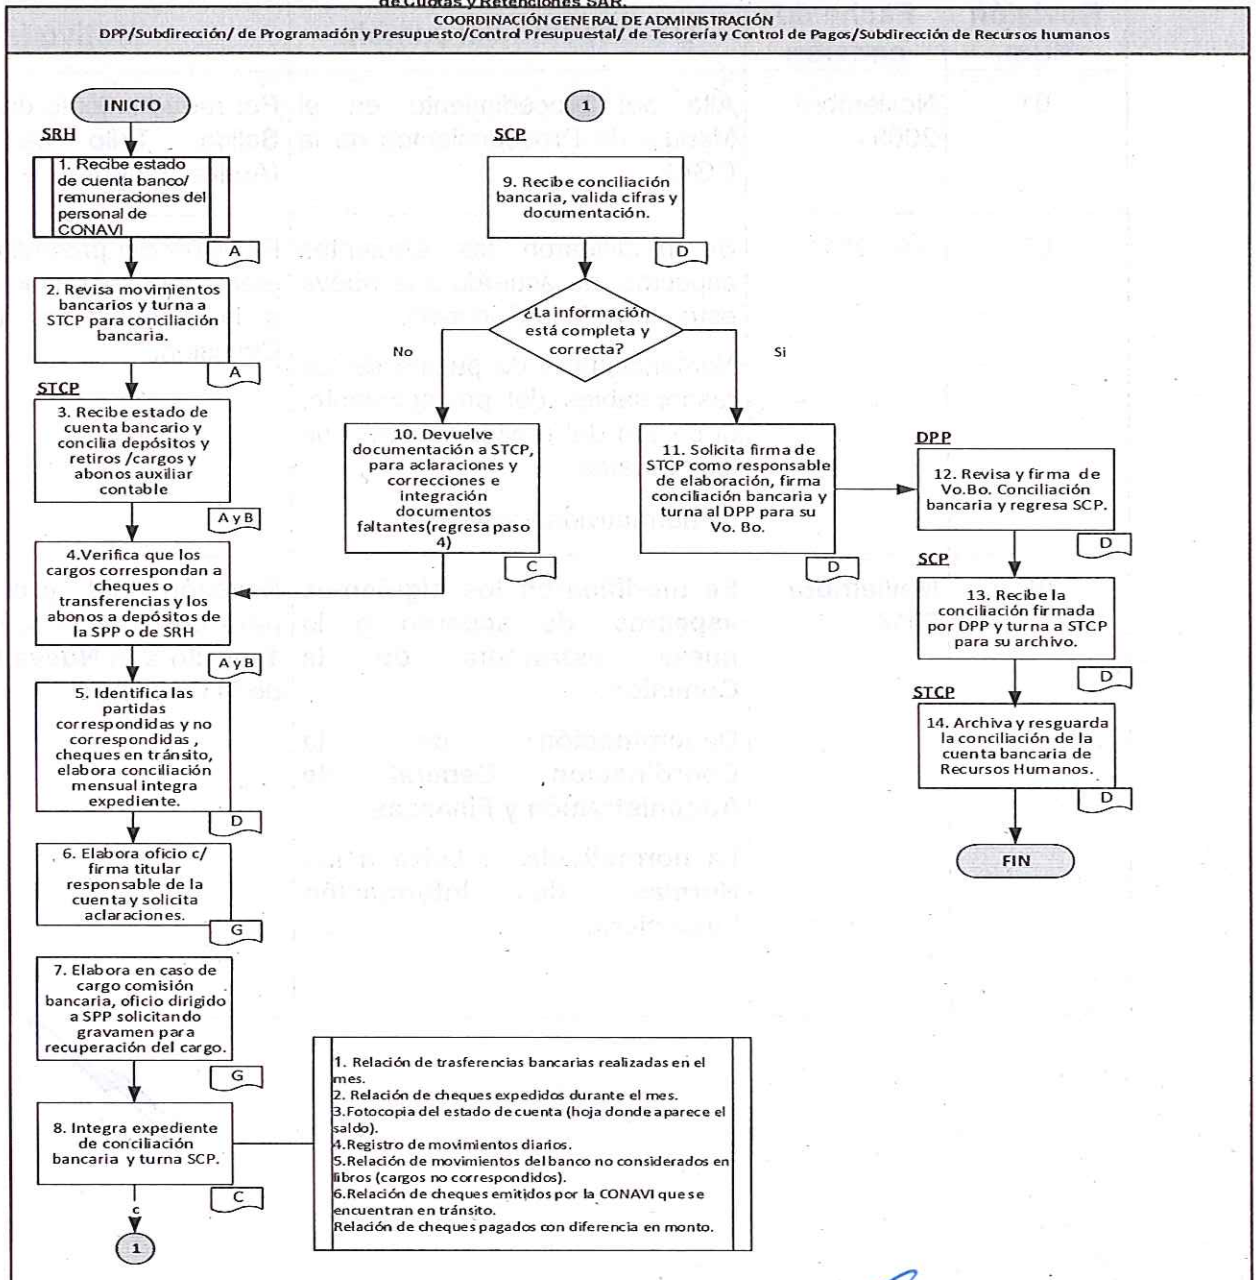 de Cuotas y Retenciones SAR.
COORDINACIÓN GENERAL DE ADMINISTRACIÓN
DPP/Subdirección/ de Programación y Presupuesto/Control Presupuestal/ de Tesorería y Control de Pagos/Subdirección de Recursos humanos
INICIO
SRH
1. Recibe estado
de cuenta banco/
remuneraciones del
personal de
CONAVI
A
2. Revisa movimientos
bancarios y turna a
STCP para conciliación
bancaria.
A
STCP
3. Recibe estado de
cuenta bancario y
concilia depósitos y
retiros /cargos y
abonos auxiliar
contable
A y B
4.Verifica que los
cargos correspondan a
cheques o
transferencias y los
abonos a depósitos de
la SPP o de SRH
A y B
5. Identifica las
partidas
correspondidas y no
correspondidas ,
cheques en tránsito,
elabora conciliación
mensual integra
expediente.
D
6. Elabora oficio c/
firma titular
responsable de la
cuenta y solicita
aclaraciones.
G
7. Elabora en caso de
cargo comisión
bancaria, oficio dirigido
a SPP solicitando
gravamen para
recuperación del cargo.
G
8. Integra expediente
de conciliación
bancaria y turna SCP.
C
c
1
1. Relación de trasferencias bancarias realizadas en el
mes.
2. Relación de cheques expedidos durante el mes.
3.Fotocopia del estado de cuenta (hoja donde aparece el
saldo).
4.Registro de movimientos diarios.
5.Relación de movimientos del banco no considerados en
libros (cargos no correspondidos).
6.Relación de cheques emitidos por la CONAVI que se
encuentran en tránsito.
Relación de cheques pagados con diferencia en monto.
1
SCP
9. Recibe conciliación
bancaria, valida cifras y
documentación.
D
¿La información
está completa y
correcta?
No
Si
10. Devuelve
documentación a STCP,
para aclaraciones y
correcciones e
integración
documentos
faltantes(regresa paso
4)
C
11. Solicita firma de
STCP como responsable
de elaboración, firma
conciliación bancaria y
turna al DPP para su
Vo. Bo.
D
DPP
12. Revisa y firma de
Vo.Bo. Conciliación
bancaria y regresa SCP.
D
SCP
13. Recibe la
conciliación firmada
por DPP y turna a STCP
para su archivo.
D
STCP
14. Archiva y resguarda
la conciliación de la
cuenta bancaria de
Recursos Humanos.
D
FIN